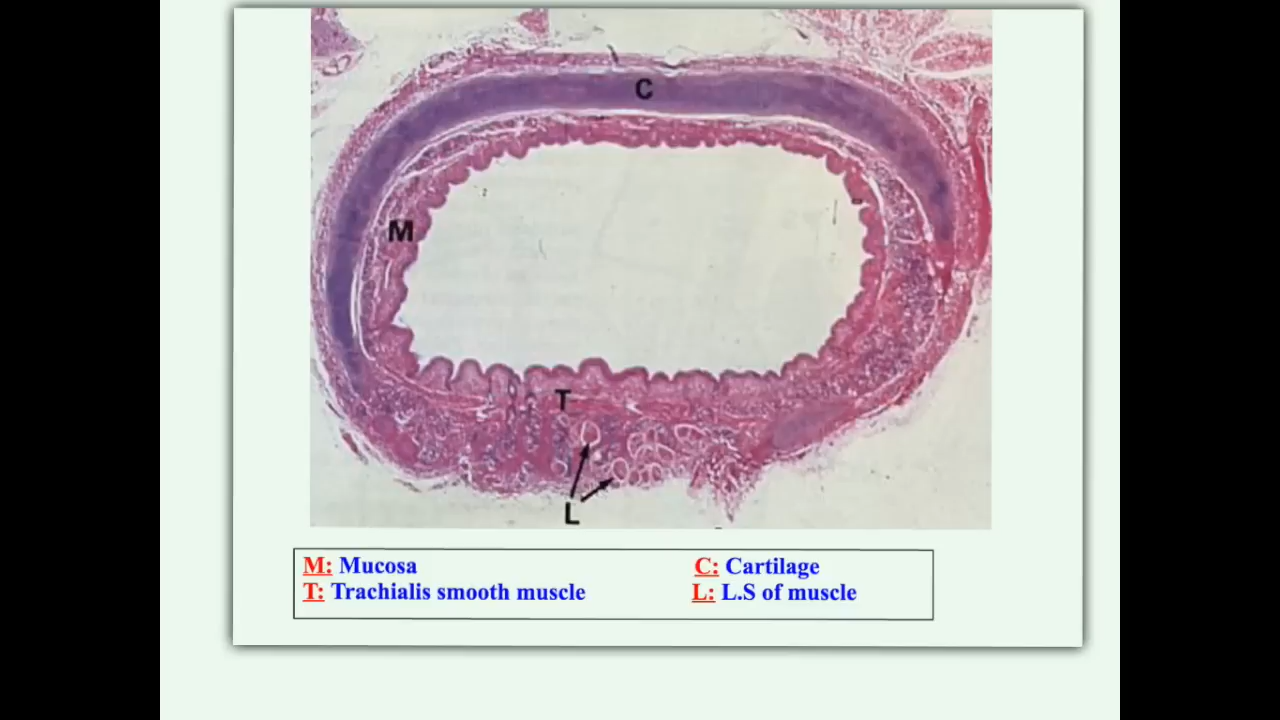 C
M
T
L
M: Mucosa C: Cartilage
T: Trachialis smooth muscle L: L.S of muscle